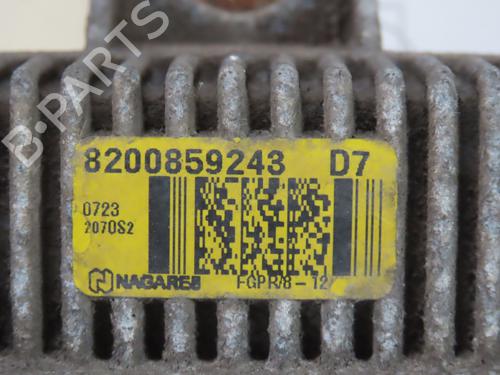 B-PARTS
8200859243 D7
0723
2070S2
NAGARES
FGPR/8-12